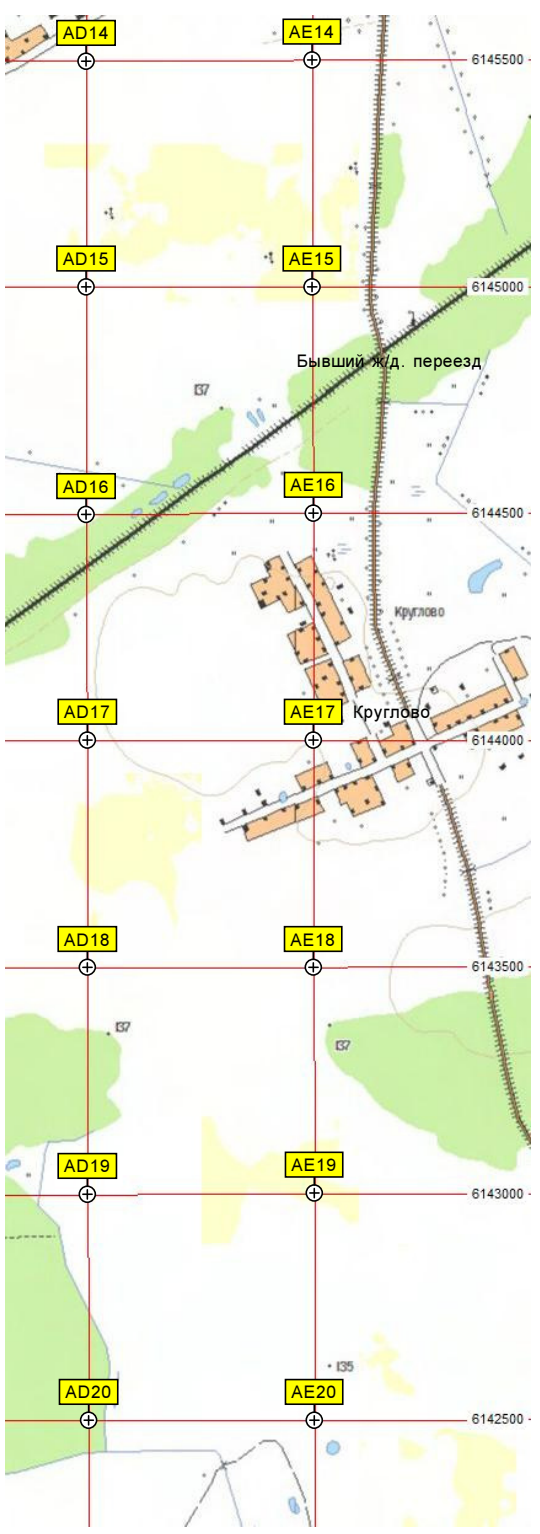 AD14 AE14
6145500
AD15 AE15
6145000
Бывший ж/д. переезд
137
AD16 AE16
6144500
Круглово
AD17 AE17 Круглово
6144000
AD18 AE18
6143500
137
137
AD19 AE19
6143000
135
AD20 AE20
6142500